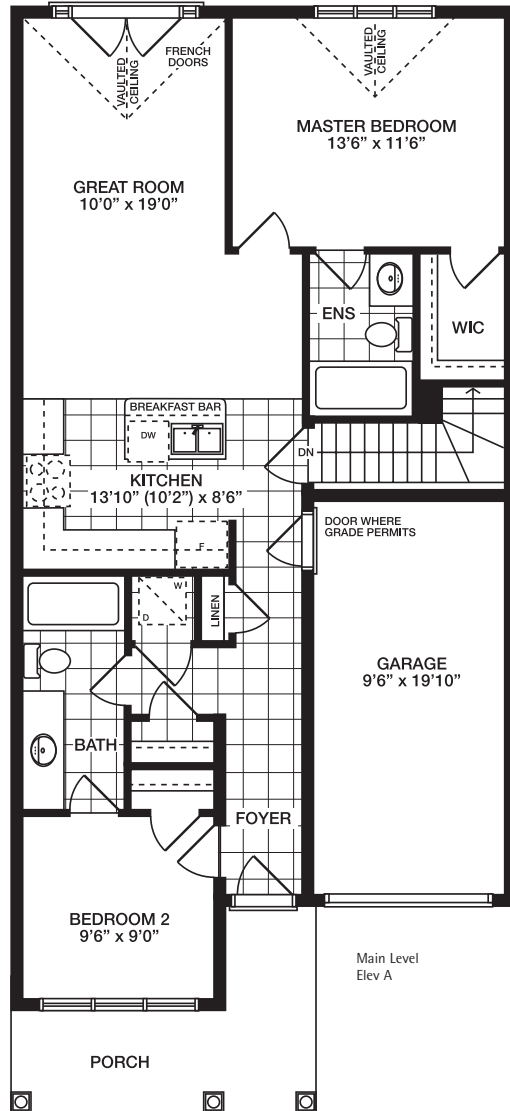 FRENCH
DOORS
VAULTED
CEILING
VAULTED
CEILING
MASTER BEDROOM
13'6” x 11'6”
GREAT ROOM
10'0” x 19'0”
ENS
WIC
BREAKFAST BAR
DW
DN
KITCHEN
13'10” (10'2”) x 8'6”
DOOR WHERE
GRADE PERMITS
F
W
D
LINEN
GARAGE
9'6” x 19'10”
BATH
FOYER
BEDROOM 2
9'6” x 9'0”
Main Level
Elev A
PORCH